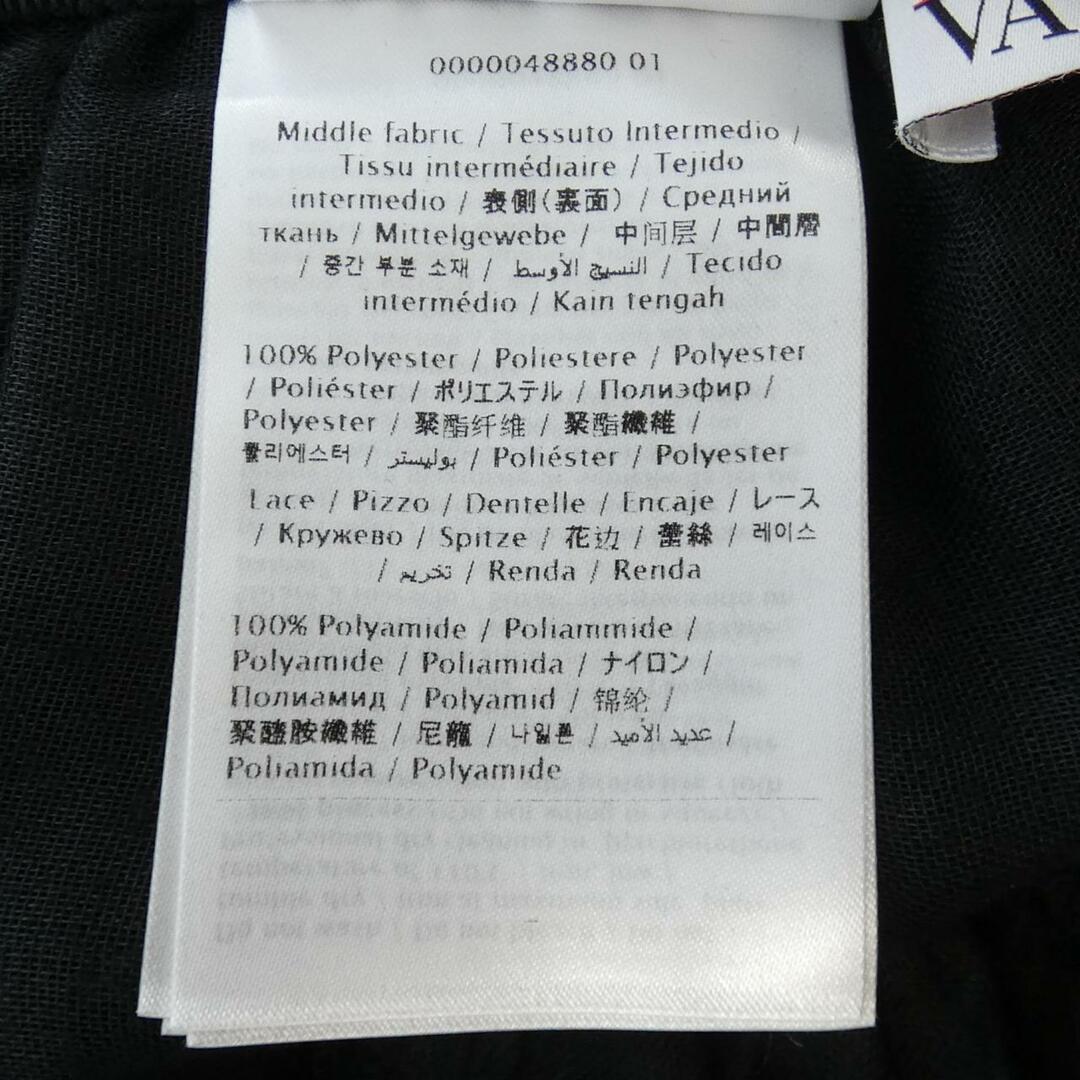 VA
0000048880 01
Middle fabric / Tessuto Intermedio /
Tissu intermédiaire / Tejido
intermedio / 表側(裏面) / Средний
ткань / Mittelgewebe / 中间层 / 中間層
/ 중간 부분 소재 / النسيج الأوسط / Tecido
intermédio / Kain tengah
100% Polyester / Poliestere / Polyester
/ Poliéster / ポリエステル / Полиэфир /
Polyester / 聚酯纤维 / 聚酯纖維 /
폴리에스터 / بوليستر / Poliéster / Polyester
Lace / Pizzo / Dentelle / Encaje / レース
/ Кружево / Spitze / 花边 / 蕾絲 / 레이스
/ تخريم / Renda / Renda
100% Polyamide / Poliammide /
Polyamide / Poliamida / ナイロン /
Полиамид / Polyamid / 锦纶 /
聚醯胺纖維 / 尼龍 / 나일론 / عديد الأميد /
Poliamida / Polyamide